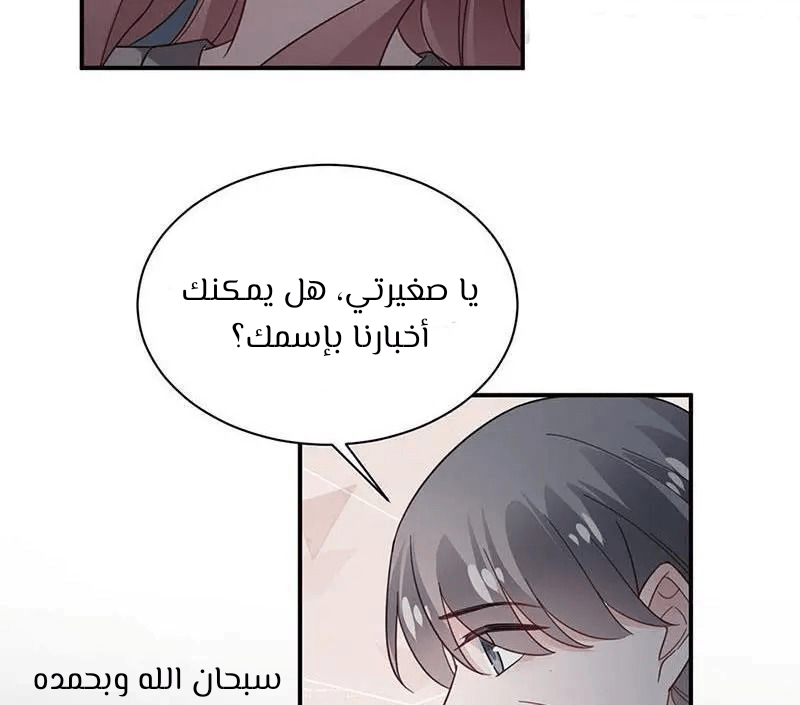 يا صغيرتي، هل يمكنك
أخبارنا بإسمك؟
سبحان الله وبحمده